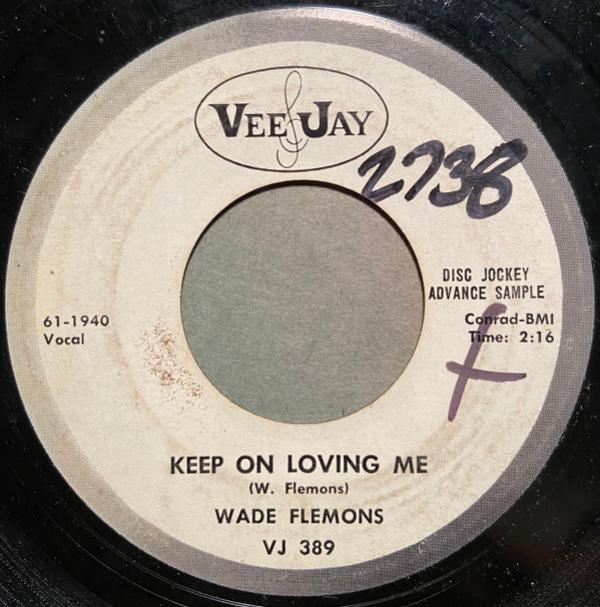 VEE JAY
2738
DISC JOCKEY
ADVANCE SAMPLE
61-1940
Vocal
Conrad-BMI
Time: 2:16
KEEP ON LOVING ME
(W. Flemons)
WADE FLEMONS
VJ 389